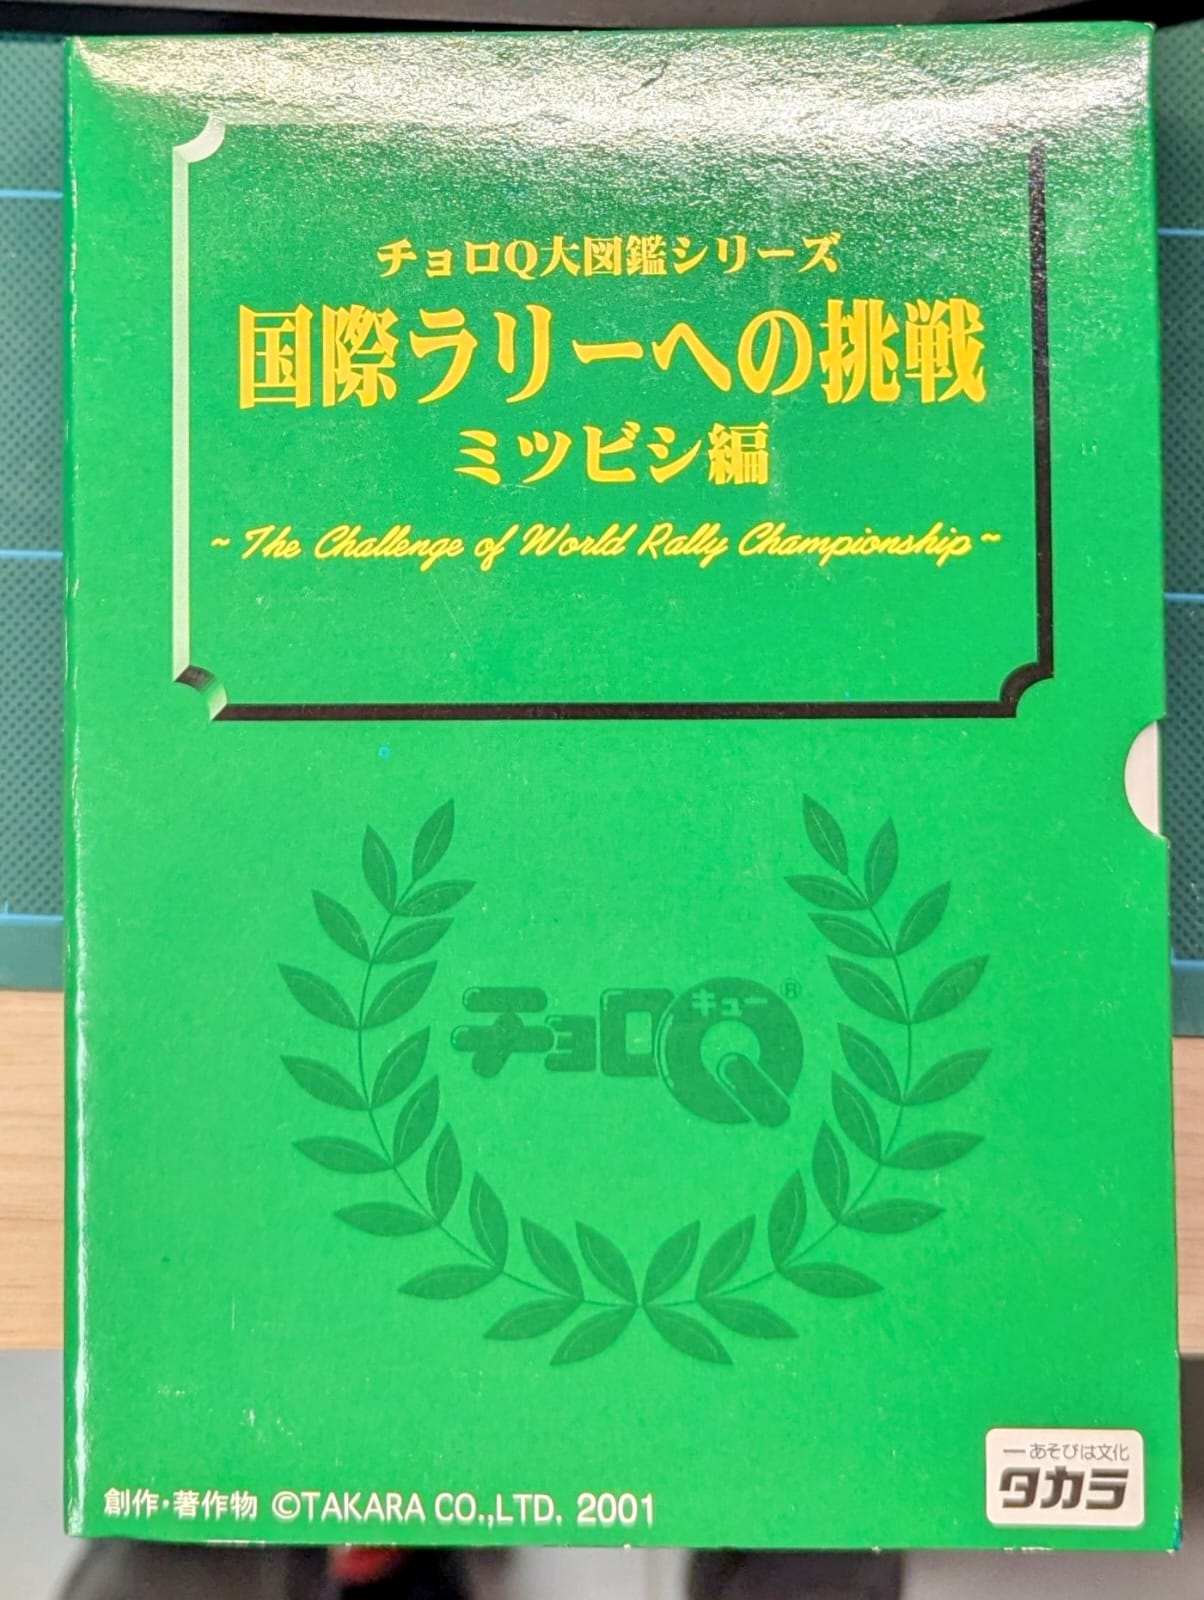 チョロQ大図鑑シリーズ
国際ラリーへの挑戦
ミツビシ編
~ The Challenge of World Rally Championship ~
チョロQ®
キュー
─あそびは文化
タカラ
創作・著作物 ©TAKARA CO.,LTD. 2001